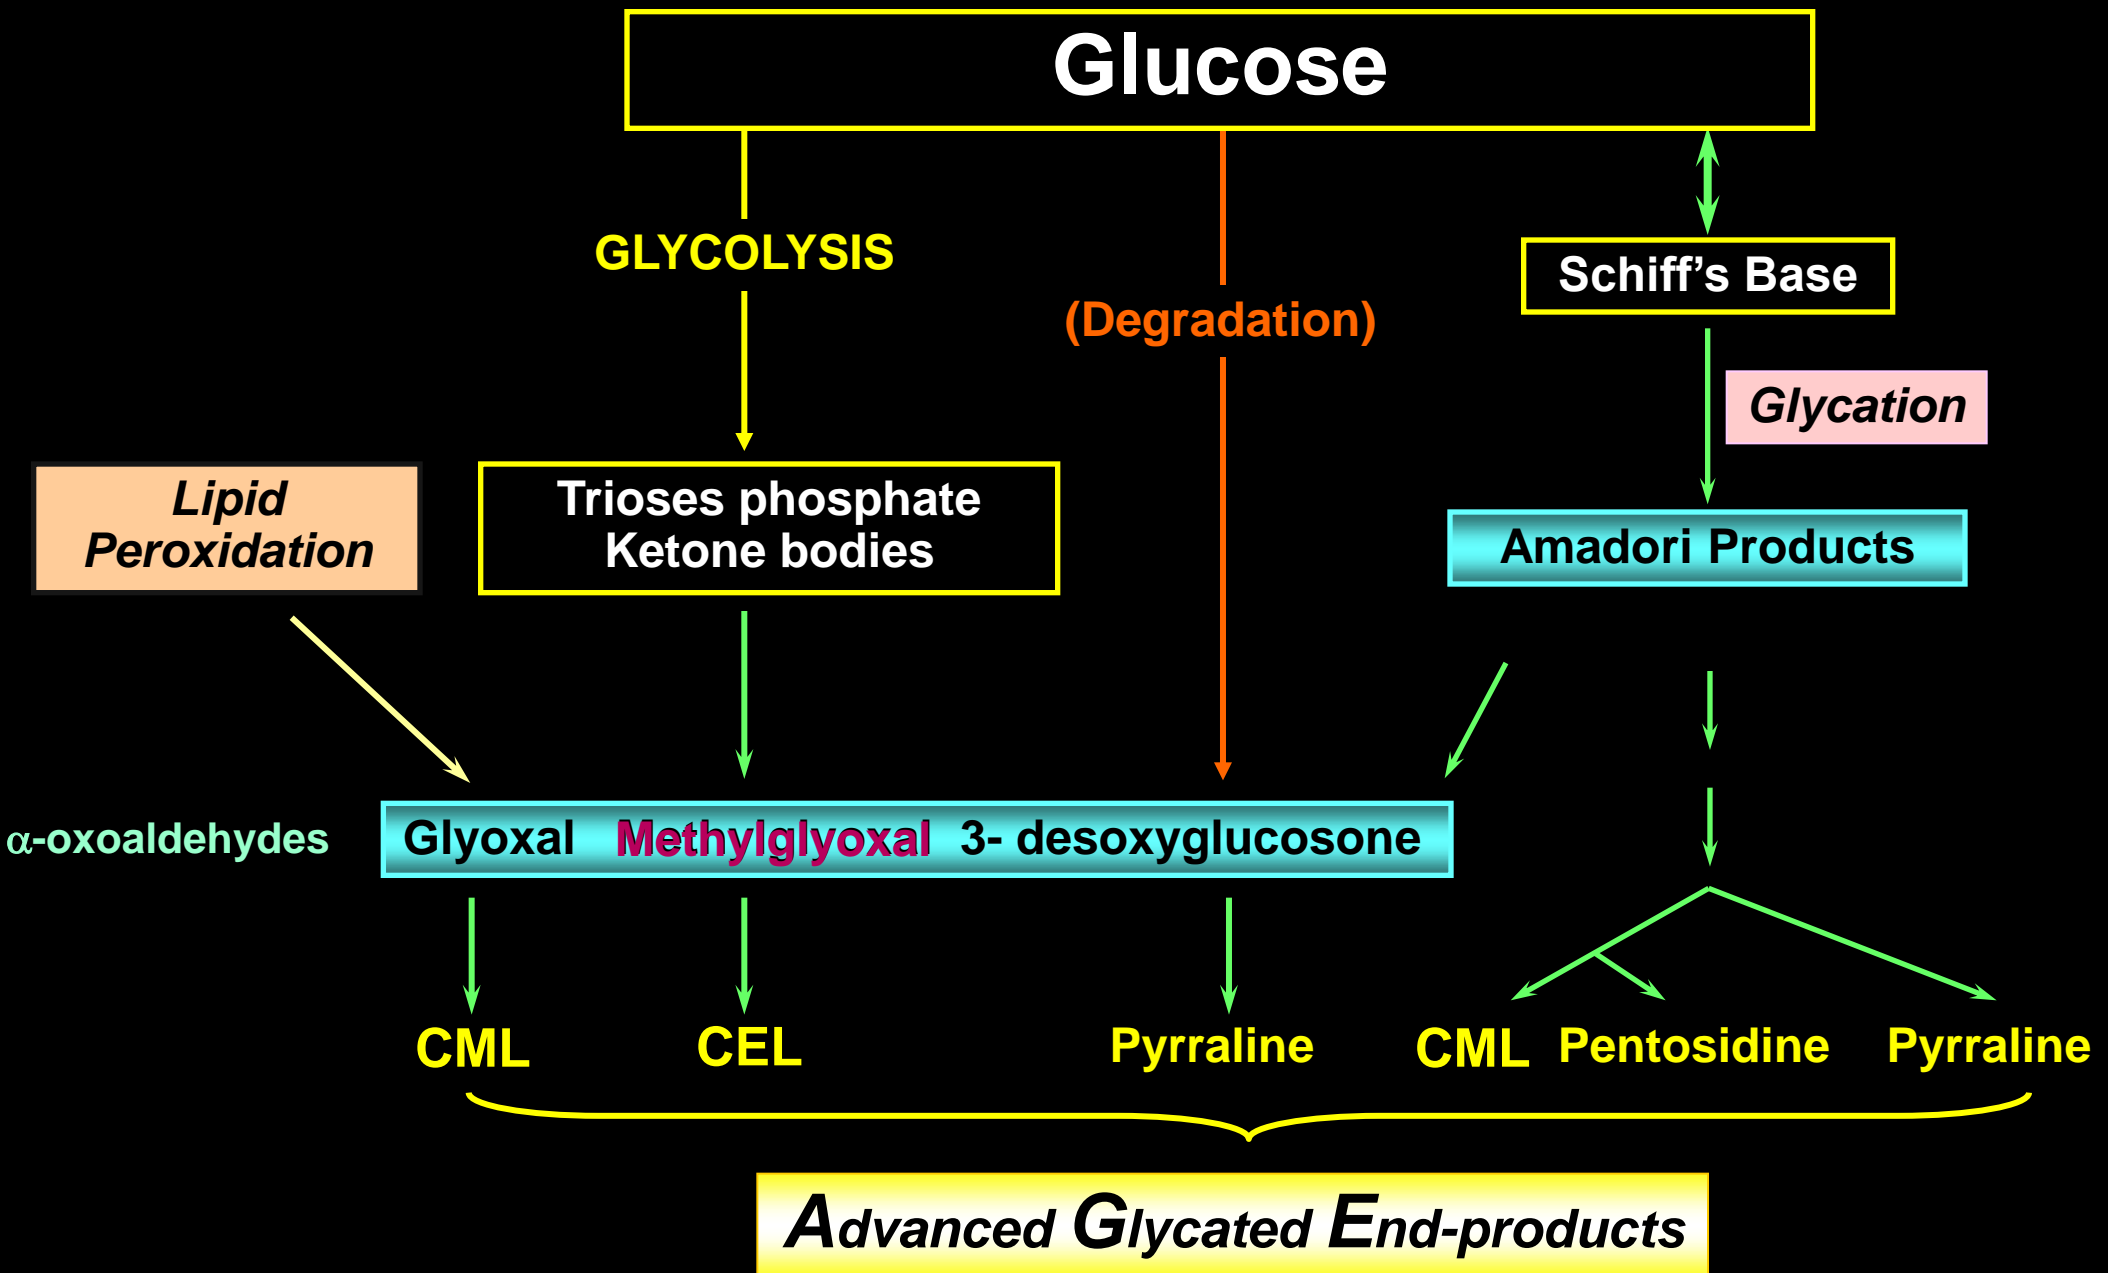 Glucose
GLYCOLYSIS
Schiff’s Base
(Degradation)
Glycation
Lipid
Peroxidation
Trioses phosphate
Ketone bodies
Amadori Products
α-oxoaldehydes
Glyoxal Methylglyoxal 3- desoxyglucosone
CML CEL Pyrraline CML Pentosidine Pyrraline
Advanced Glycated End-products